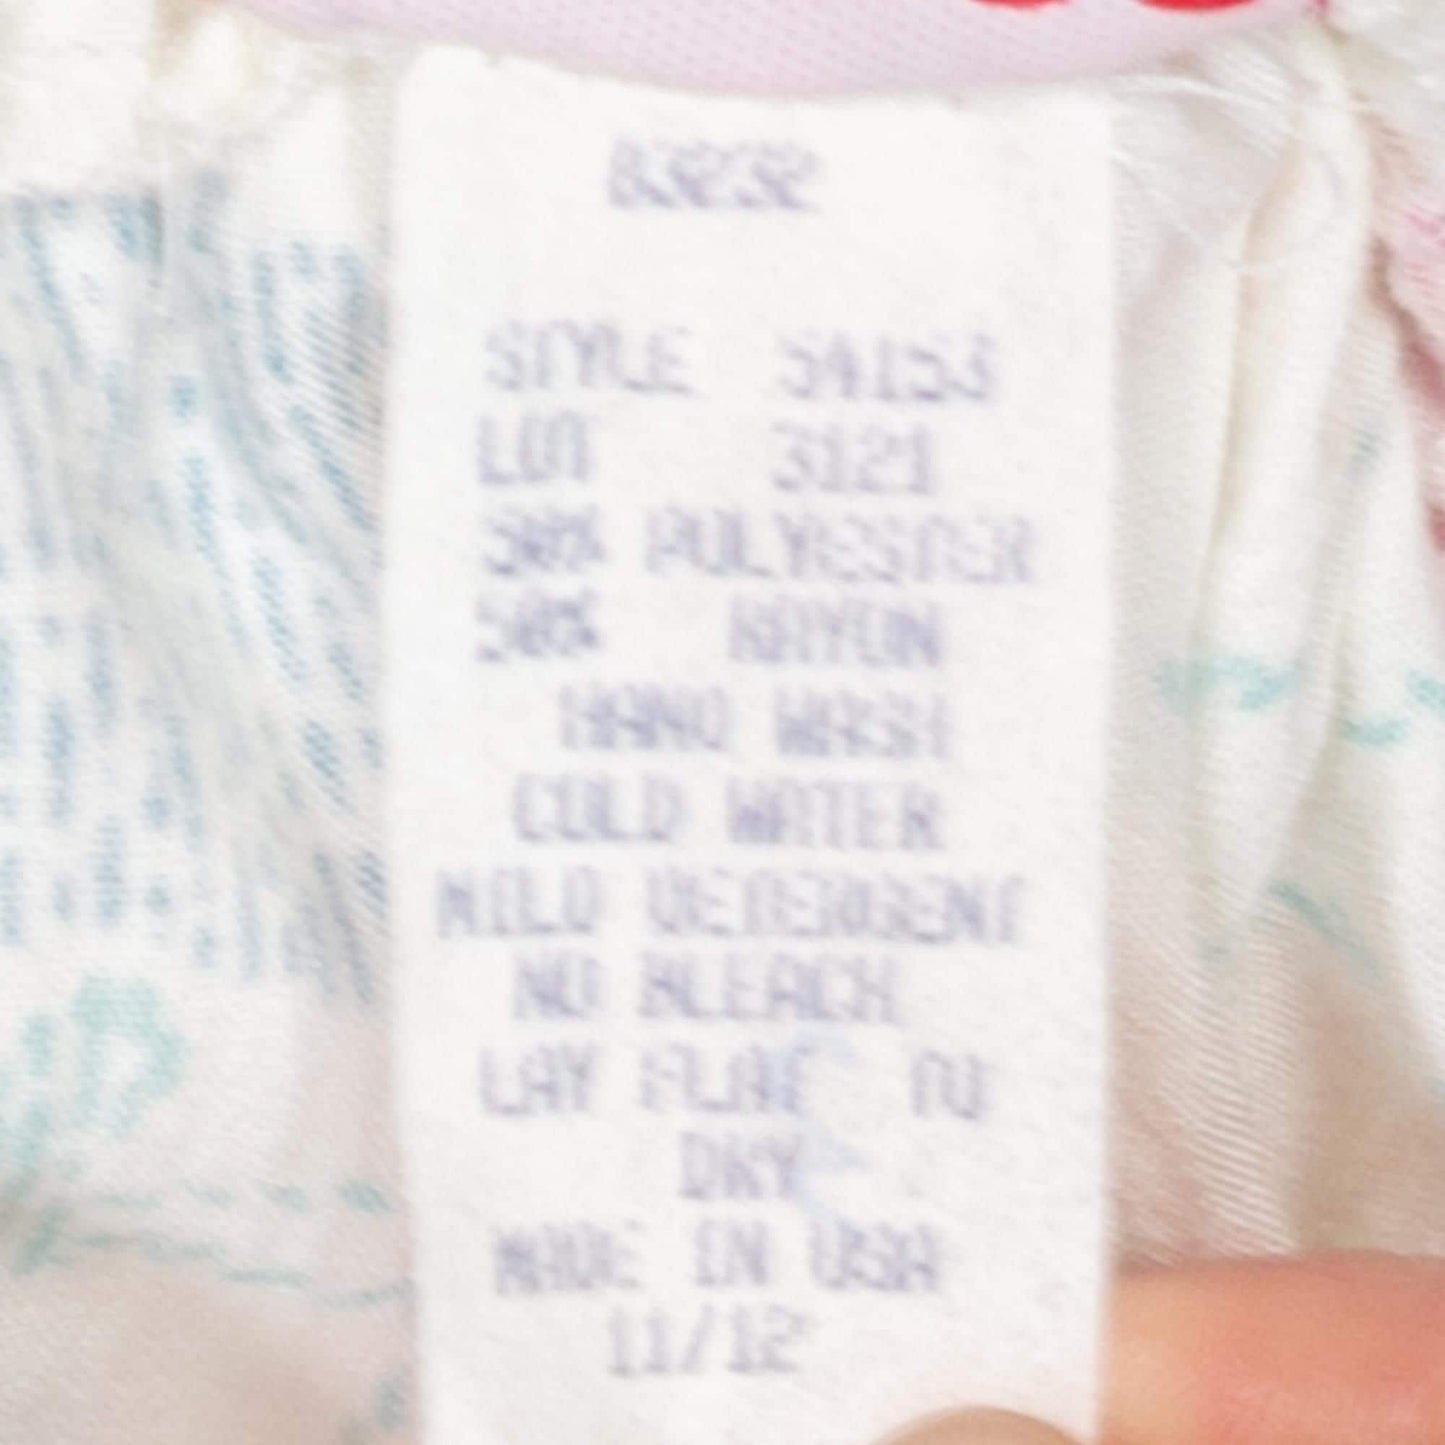 STYLE 54153
LOT 3121
50% POLYESTER
50% RAYON
HAND WASH
COLD WATER
MILD DETERGENT
NO BLEACH
LAY FLAT TO
DRY
MADE IN USA
11/12